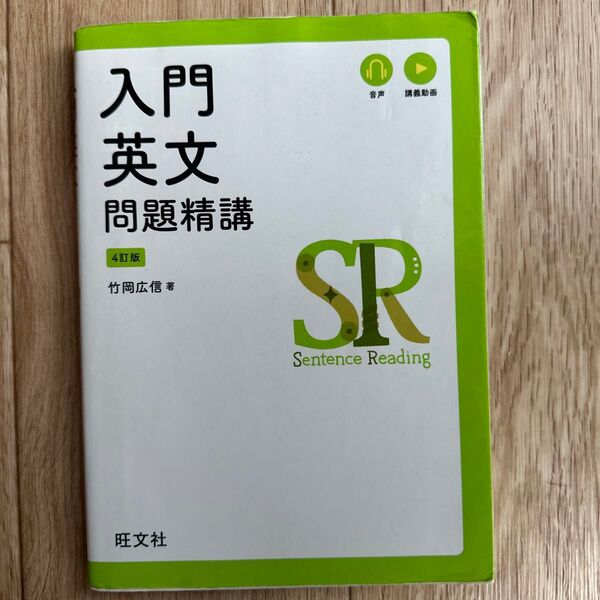 入門
英文
問題精講
4訂版
竹岡広信 著
音声
講義動画
SR
Sentence Reading
旺文社